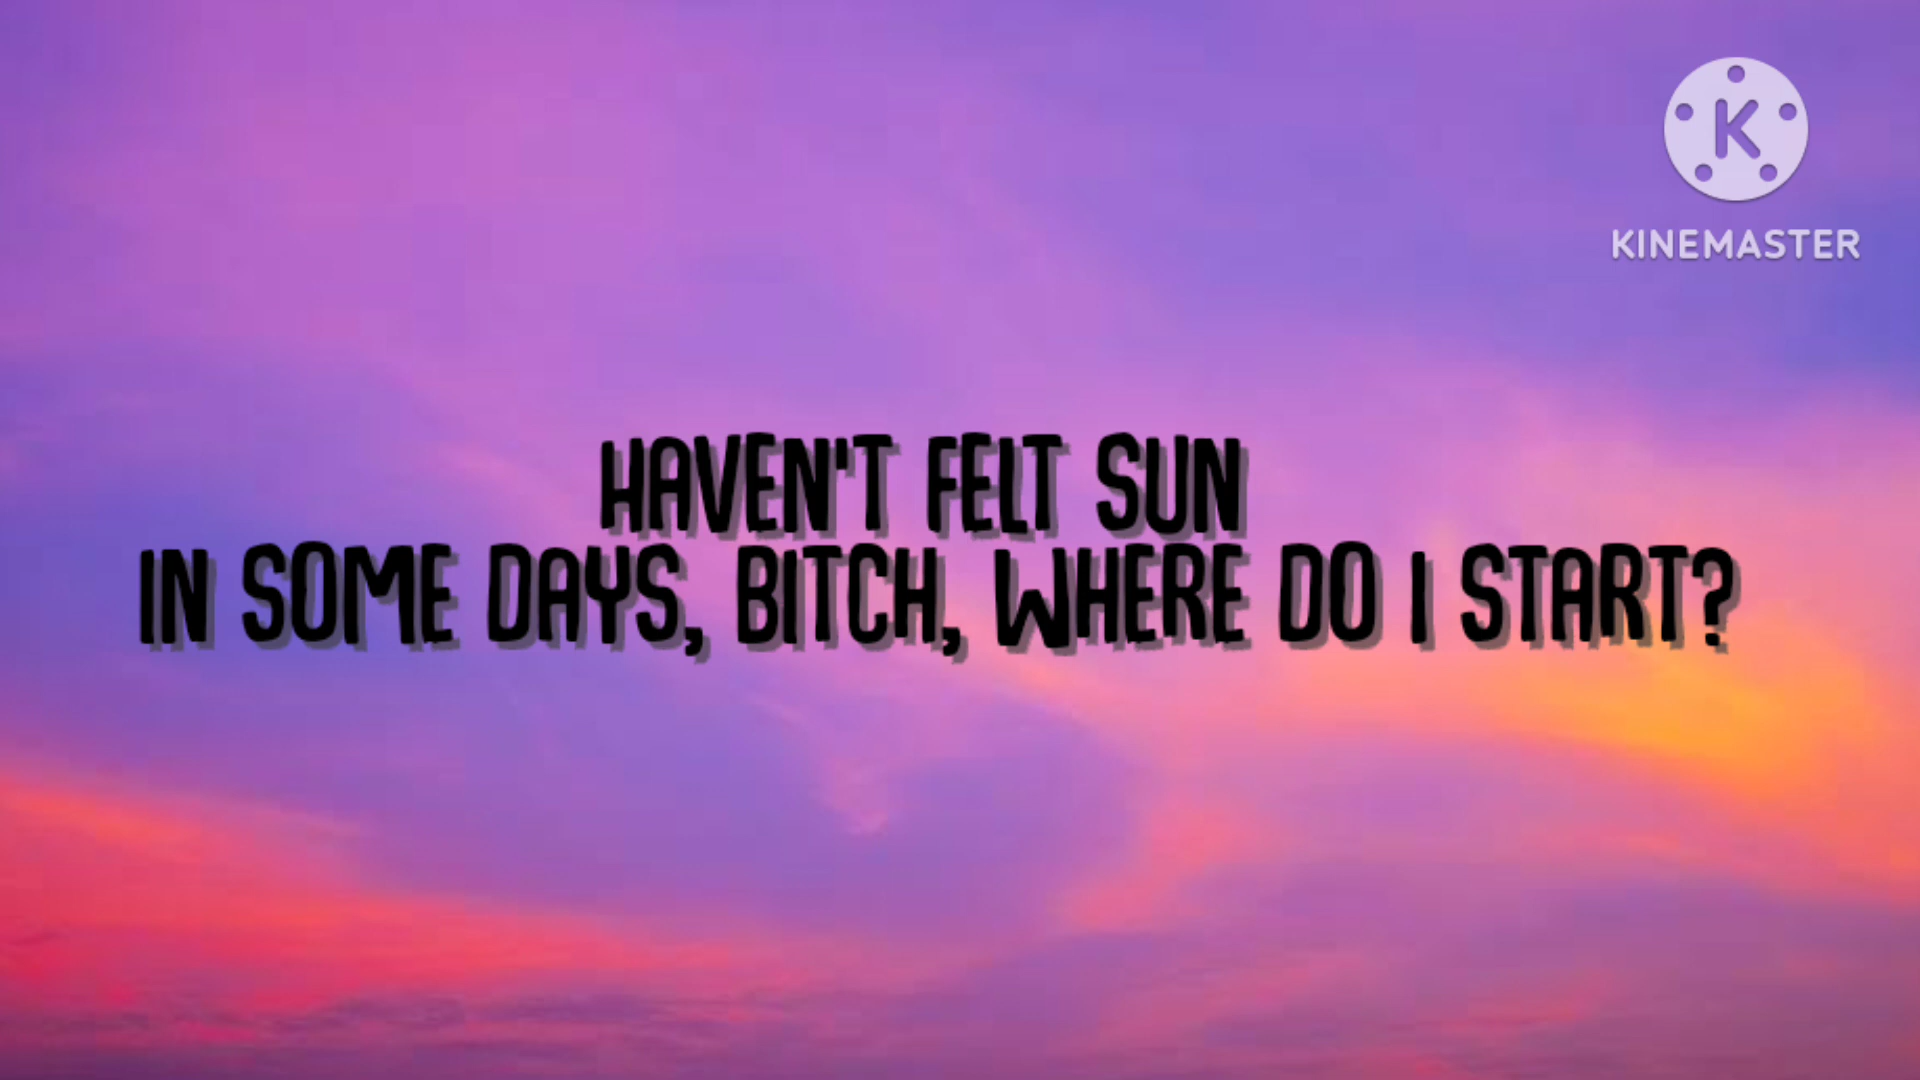 K
KINEMASTER
HAVEN'T FELT SUN
IN SOME DAYS, BITCH, WHERE DO I START?